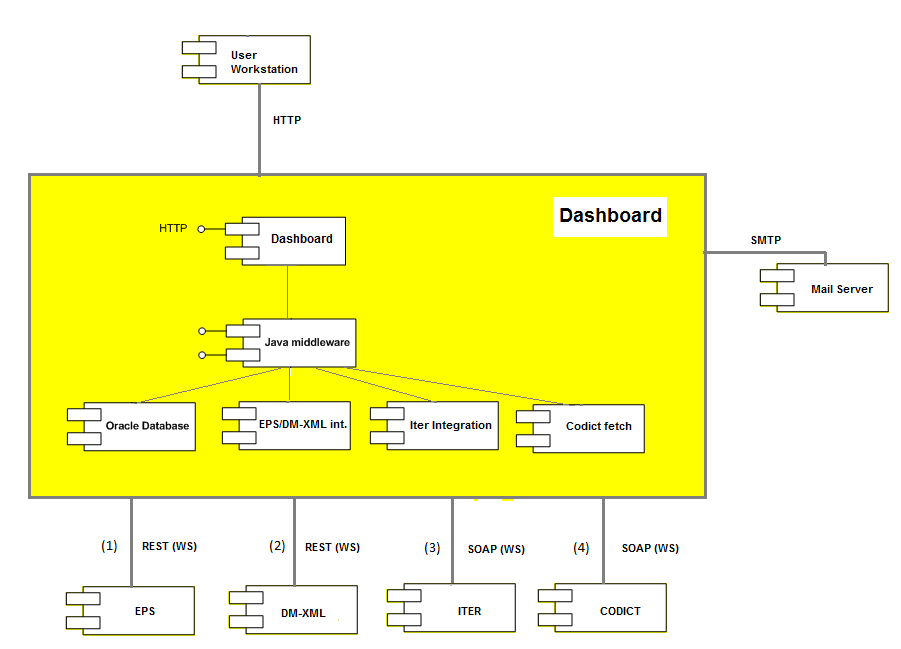 User
Workstation
HTTP
Dashboard
HTTP
Dashboard
SMTP
Mail Server
Java middleware
Oracle Database
EPS/DM-XML int.
Iter Integration
Codict fetch
(1) REST (WS)
(2) REST (WS)
(3) SOAP (WS)
(4) SOAP (WS)
EPS
DM-XML
ITER
CODICT